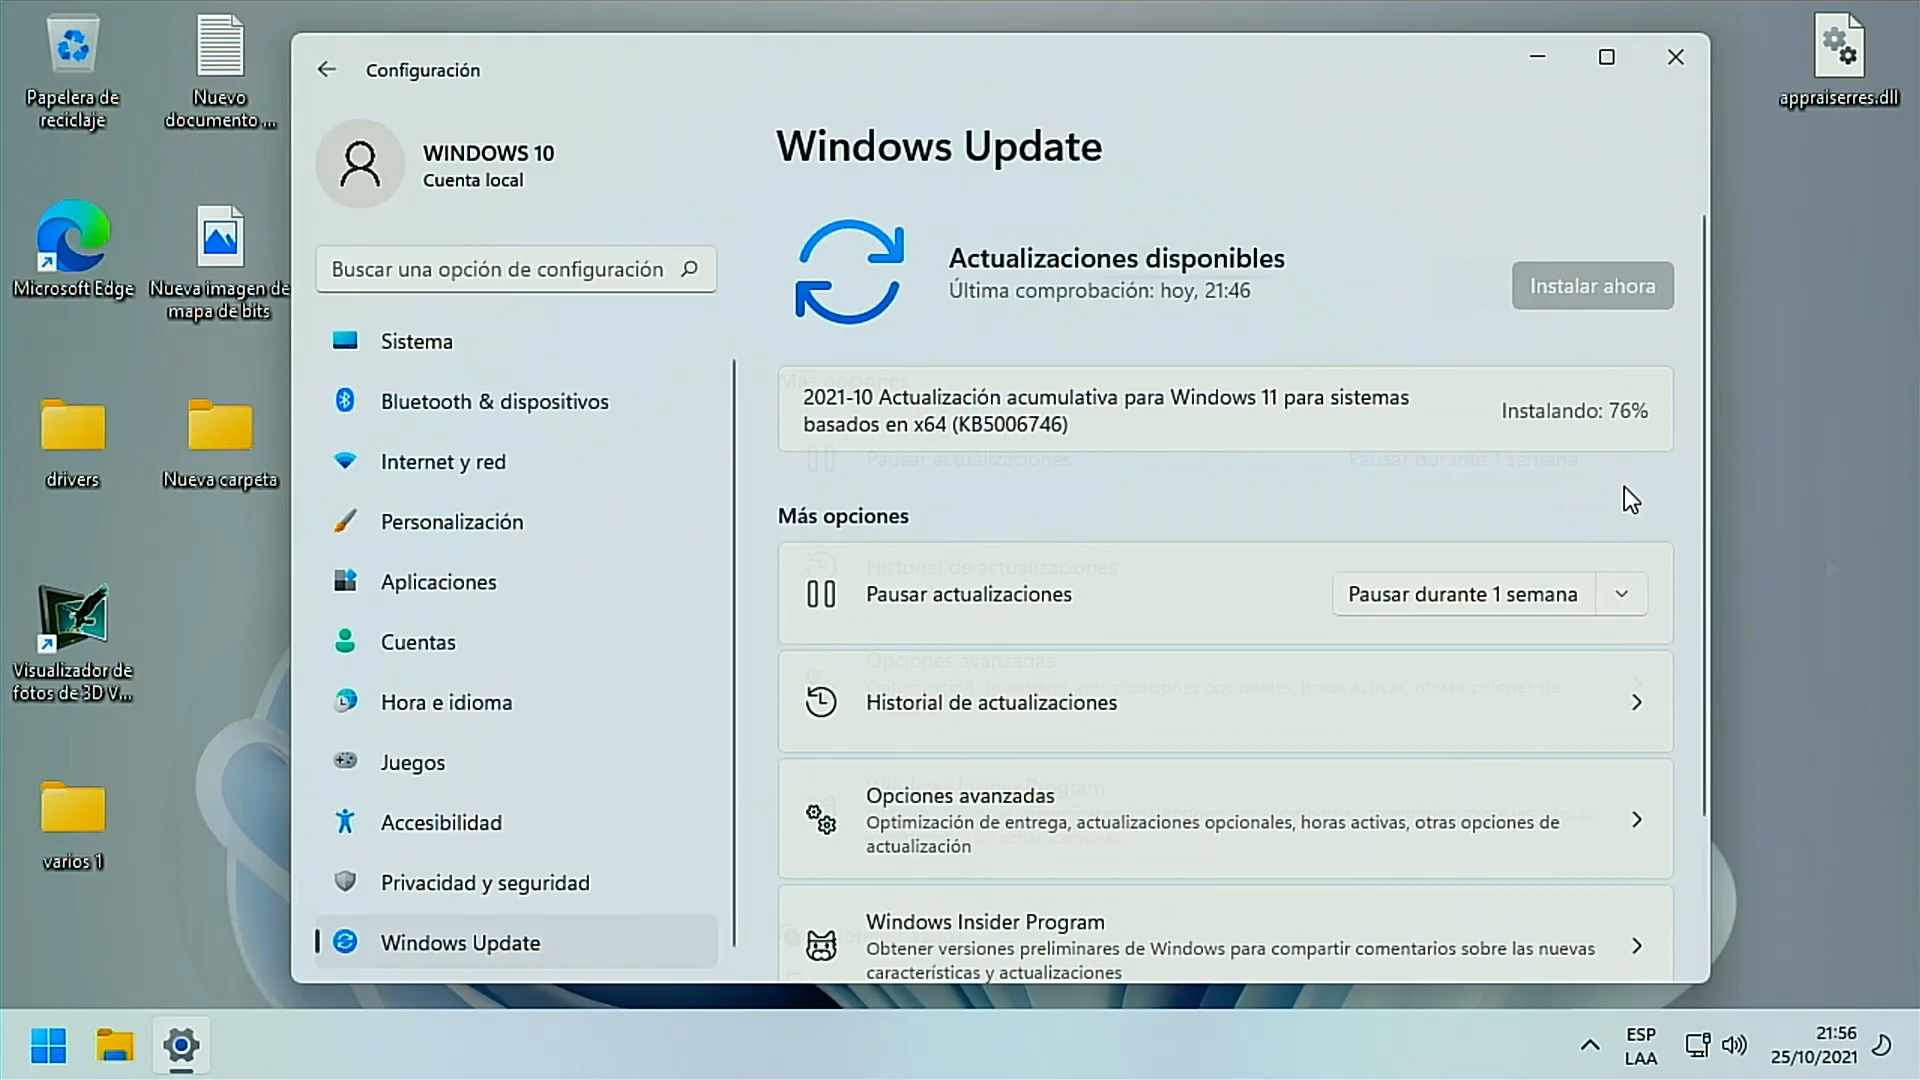 Papelera de
reciclaje
Nuevo
documento ...
Microsoft Edge
Nueva imagen de
mapa de bits
drivers
Nueva carpeta
Visualizador de
fotos de 3D V...
varios 1
appraiserres.dll
Configuración
WINDOWS 10
Cuenta local
Buscar una opción de configuración
Sistema
Bluetooth & dispositivos
Internet y red
Personalización
Aplicaciones
Cuentas
Hora e idioma
Juegos
Accesibilidad
Privacidad y seguridad
Windows Update
Windows Update
Actualizaciones disponibles
Última comprobación: hoy, 21:46
Instalar ahora
2021-10 Actualización acumulativa para Windows 11 para sistemas
basados en x64 (KB5006746)
Instalando: 76%
Más opciones
Pausar actualizaciones
Pausar durante 1 semana
Historial de actualizaciones
Opciones avanzadas
Optimización de entrega, actualizaciones opcionales, horas activas, otras opciones de
actualización
Windows Insider Program
Obtener versiones preliminares de Windows para compartir comentarios sobre las nuevas
características y actualizaciones
ESP
LAA
21:56
25/10/2021